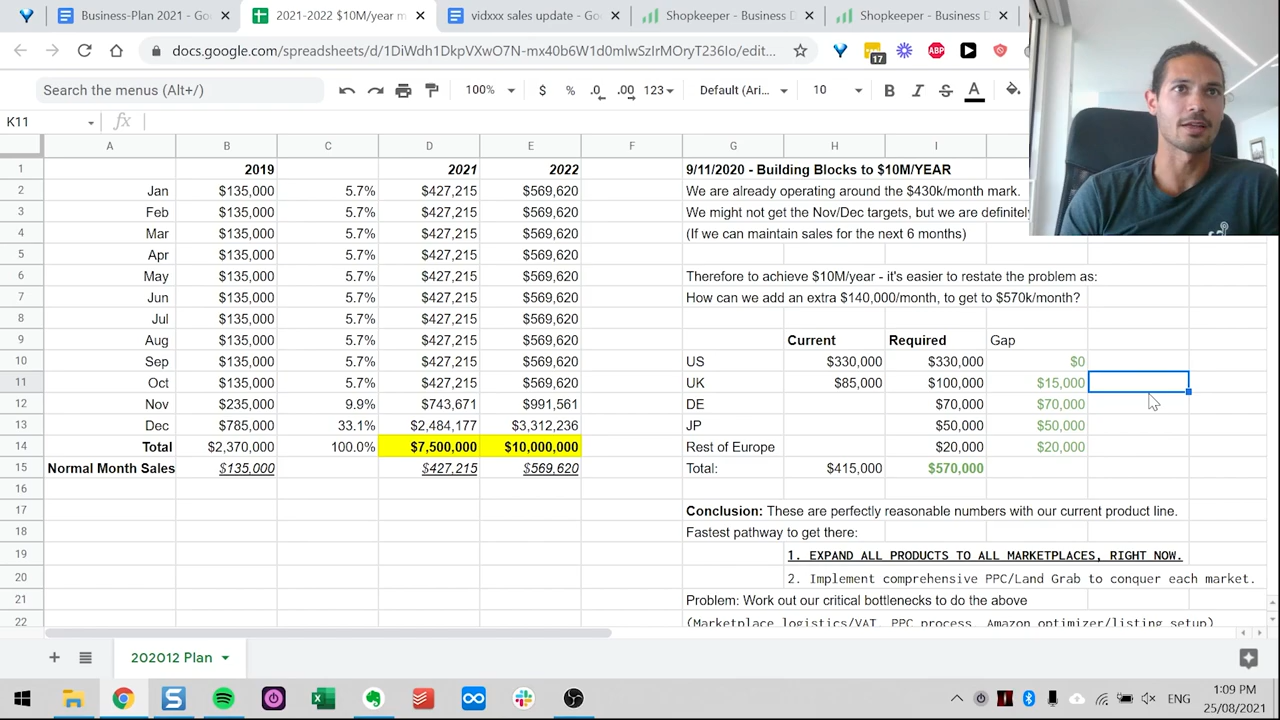 Business-Plan 2021 - Go
2021-2022 $10M/year m
vidxxx sales update - Go
Shopkeeper - Business D
Shopkeeper - Business D
docs.google.com/spreadsheets/d/1DiWdh1DkpVXwO7N-mx40b6W1d0mlwSzIrMOryT236Io/edit...
17
ABP
Search the menus (Alt+/)
100%
$
%
.0
.00
123
Default (Ari...
10
B
I
S
A
K11
fx
A B C D E F G H I
1 2019 2021 2022 9/11/2020 - Building Blocks to $10M/YEAR
2 Jan $135,000 5.7% $427,215 $569,620 We are already operating around the $430k/month mark.
3 Feb $135,000 5.7% $427,215 $569,620 We might not get the Nov/Dec targets, but we are definitely
4 Mar $135,000 5.7% $427,215 $569,620 (If we can maintain sales for the next 6 months)
5 Apr $135,000 5.7% $427,215 $569,620
6 May $135,000 5.7% $427,215 $569,620 Therefore to achieve $10M/year - it's easier to restate the problem as:
7 Jun $135,000 5.7% $427,215 $569,620 How can we add an extra $140,000/month, to get to $570k/month?
8 Jul $135,000 5.7% $427,215 $569,620
9 Aug $135,000 5.7% $427,215 $569,620 Current Required Gap
10 Sep $135,000 5.7% $427,215 $569,620 US $330,000 $330,000 $0
11 Oct $135,000 5.7% $427,215 $569,620 UK $85,000 $100,000 $15,000
12 Nov $235,000 9.9% $743,671 $991,561 DE $70,000 $70,000
13 Dec $785,000 33.1% $2,484,177 $3,312,236 JP $50,000 $50,000
14 Total $2,370,000 100.0% $7,500,000 $10,000,000 Rest of Europe $20,000 $20,000
15 Normal Month Sales $135,000 $427,215 $569,620 Total: $415,000 $570,000
16
17 Conclusion: These are perfectly reasonable numbers with our current product line.
18 Fastest pathway to get there:
19 1. EXPAND ALL PRODUCTS TO ALL MARKETPLACES, RIGHT NOW.
20 2. Implement comprehensive PPC/Land Grab to conquer each market.
21 Problem: Work out our critical bottlenecks to do the above
22 (Marketplace logistics/VAT, PPC process, Amazon optimizer/listing setup)
202012 Plan
ENG
1:09 PM
25/08/2021